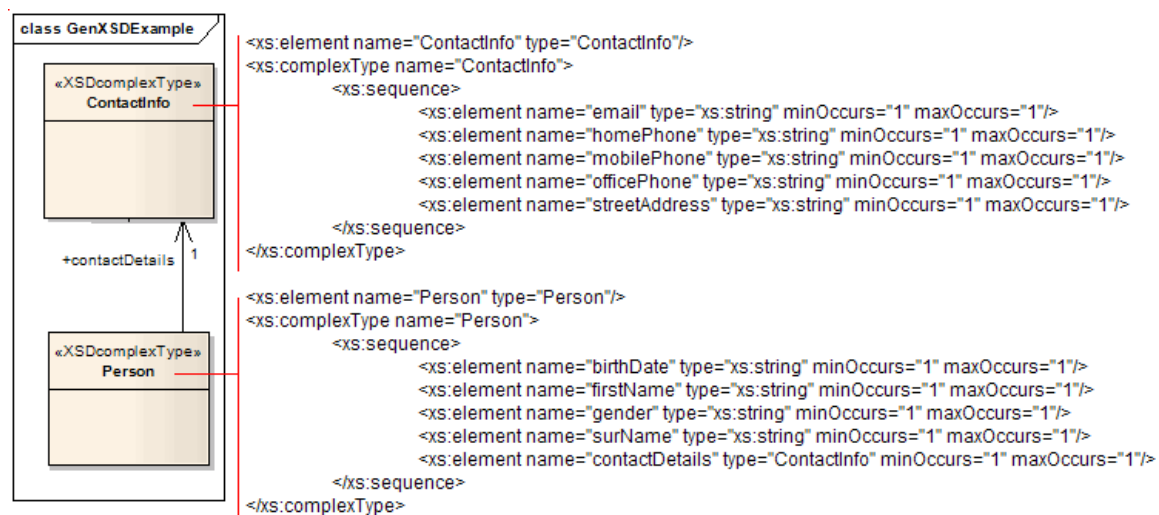 class GenXSDExample
«XSDcomplexType»
ContactInfo
+contactDetails
1
«XSDcomplexType»
Person
<xs:element name="ContactInfo" type="ContactInfo"/>
<xs:complexType name="ContactInfo">
<xs:sequence>
<xs:element name="email" type="xs:string" minOccurs="1" maxOccurs="1"/>
<xs:element name="homePhone" type="xs:string" minOccurs="1" maxOccurs="1"/>
<xs:element name="mobilePhone" type="xs:string" minOccurs="1" maxOccurs="1"/>
<xs:element name="officePhone" type="xs:string" minOccurs="1" maxOccurs="1"/>
<xs:element name="streetAddress" type="xs:string" minOccurs="1" maxOccurs="1"/>
</xs:sequence>
</xs:complexType>
<xs:element name="Person" type="Person"/>
<xs:complexType name="Person">
<xs:sequence>
<xs:element name="birthDate" type="xs:string" minOccurs="1" maxOccurs="1"/>
<xs:element name="firstName" type="xs:string" minOccurs="1" maxOccurs="1"/>
<xs:element name="gender" type="xs:string" minOccurs="1" maxOccurs="1"/>
<xs:element name="surName" type="xs:string" minOccurs="1" maxOccurs="1"/>
<xs:element name="contactDetails" type="ContactInfo" minOccurs="1" maxOccurs="1"/>
</xs:sequence>
</xs:complexType>